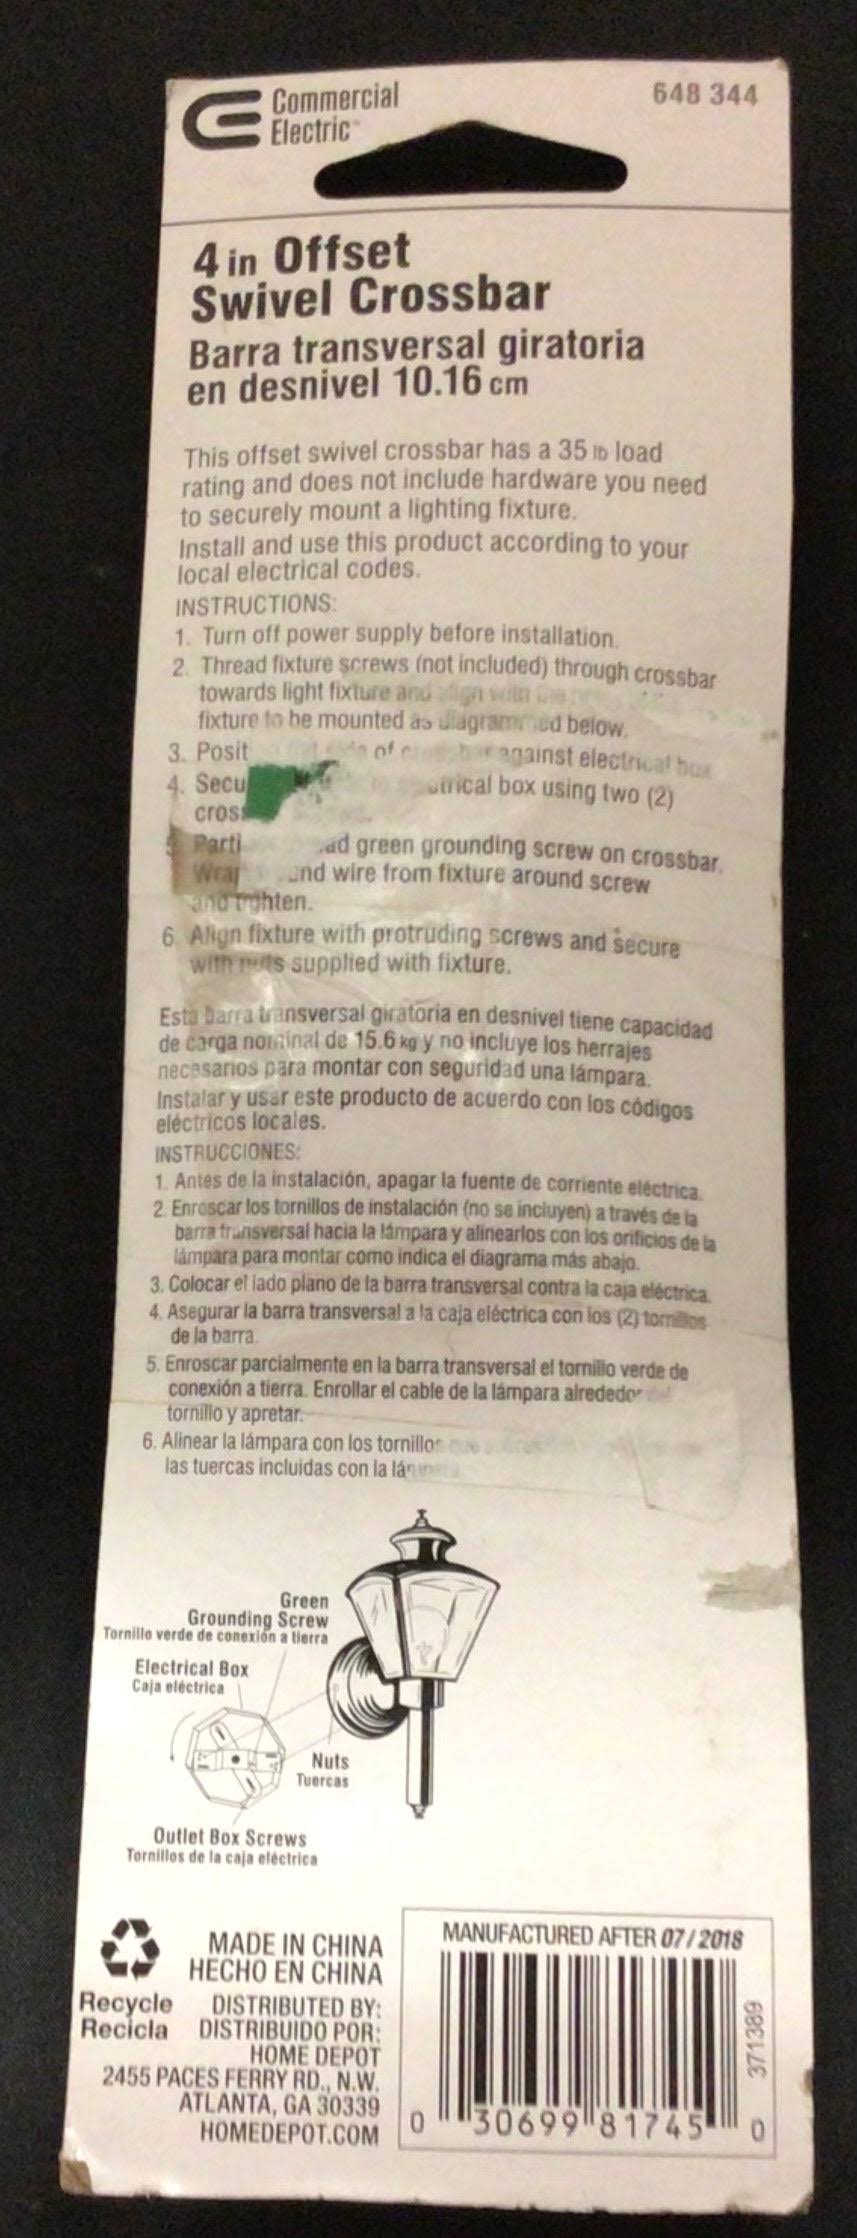 Commercial
Electric™
648 344
4 in Offset
Swivel Crossbar
Barra transversal giratoria
en desnivel 10.16 cm
This offset swivel crossbar has a 35 lb load
rating and does not include hardware you need
to securely mount a lighting fixture.
Install and use this product according to your
local electrical codes.
INSTRUCTIONS:
1. Turn off power supply before installation.
2. Thread fixture screws (not included) through crossbar
towards light fixture and align with the
fixture to be mounted as below.
3. side of against electrical box
4. electrical box using two (2)
5. green grounding screw on crossbar.
wire from fixture around screw
and tighten.
6 Align fixture with protruding screws and secure
with nuts supplied with fixture.
Esta barra transversal giratoria en desnivel tiene capacidad
de carga nominal de 15.6 kg y no incluye los herrajes
necesarios para montar con seguridad una lámpara.
Instalar y usar este producto de acuerdo con los códigos
eléctricos locales.
INSTRUCCIONES:
1. Antes de la instalación, apagar la fuente de corriente eléctrica.
2. Enroscar los tornillos de instalación (no se incluyen) a través de la
barra transversal hacia la lámpara y alinearlos con los orificios de la
lámpara para montar como indica el diagrama más abajo.
3. Colocar el lado plano de la barra transversal contra la caja eléctrica.
4. Asegurar la barra transversal a la caja eléctrica con los (2) tornillos
de la barra.
5. Enroscar parcialmente en la barra transversal el tornillo verde de
conexión a tierra. Enrollar el cable de la lámpara alrededor del
tornillo y apretar.
6. Alinear la lámpara con los tornillos
las tuercas incluidas con la lámpara.
Green
Grounding Screw
Tornillo verde de conexión a tierra
Electrical Box
Caja eléctrica
Nuts
Tuercas
Outlet Box Screws
Tornillos de la caja eléctrica
Recycle
Recicla
MADE IN CHINA
HECHO EN CHINA
DISTRIBUTED BY:
DISTRIBUIDO POR:
HOME DEPOT
2455 PACES FERRY RD., N.W.
ATLANTA, GA 30339
HOMEDEPOT.COM
MANUFACTURED AFTER 07/2018
371389
0 30699 81745 0